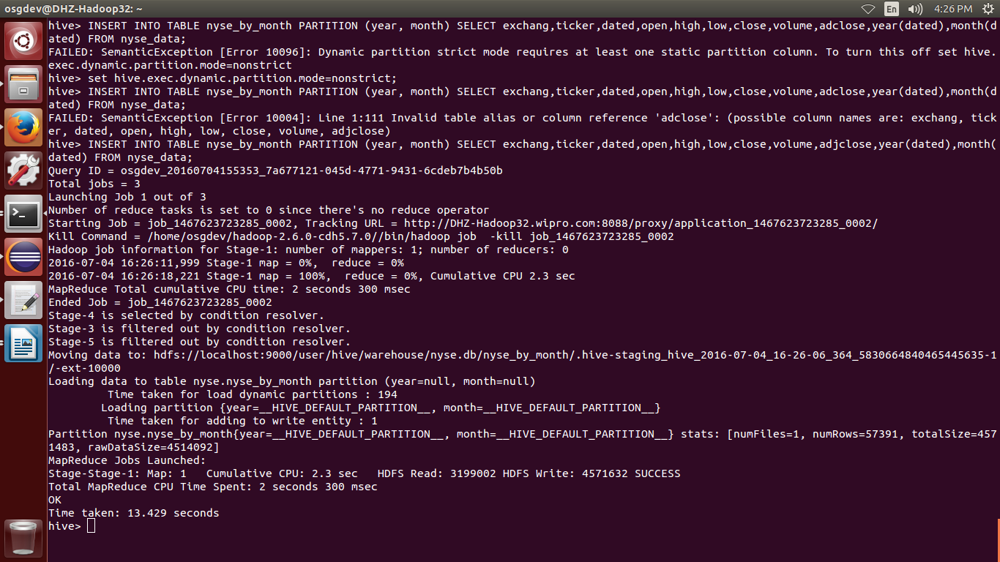 osgdev@DHZ-Hadoop32: ~
En
4:26 PM
hive> INSERT INTO TABLE nyse_by_month PARTITION (year, month) SELECT exchang,ticker,dated,open,high,low,close,volume,adclose,year(dated),month(d
ated) FROM nyse_data;
FAILED: SemanticException [Error 10096]: Dynamic partition strict mode requires at least one static partition column. To turn this off set hive.
exec.dynamic.partition.mode=nonstrict
hive> set hive.exec.dynamic.partition.mode=nonstrict;
hive> INSERT INTO TABLE nyse_by_month PARTITION (year, month) SELECT exchang,ticker,dated,open,high,low,close,volume,adclose,year(dated),month(d
ated) FROM nyse_data;
FAILED: SemanticException [Error 10004]: Line 1:111 Invalid table alias or column reference 'adclose': (possible column names are: exchang, tick
er, dated, open, high, low, close, volume, adjclose)
hive> INSERT INTO TABLE nyse_by_month PARTITION (year, month) SELECT exchang,ticker,dated,open,high,low,close,volume,adjclose,year(dated),month(
dated) FROM nyse_data;
Query ID = osgdev_20160704155353_7a677121-045d-4771-9431-6cdeb7b4b50b
Total jobs = 3
Launching Job 1 out of 3
Number of reduce tasks is set to 0 since there's no reduce operator
Starting Job = job_1467623723285_0002, Tracking URL = http://DHZ-Hadoop32.wipro.com:8088/proxy/application_1467623723285_0002/
Kill Command = /home/osgdev/hadoop-2.6.0-cdh5.7.0//bin/hadoop job  -kill job_1467623723285_0002
Hadoop job information for Stage-1: number of mappers: 1; number of reducers: 0
2016-07-04 16:26:11,999 Stage-1 map = 0%,  reduce = 0%
2016-07-04 16:26:18,221 Stage-1 map = 100%,  reduce = 0%, Cumulative CPU 2.3 sec
MapReduce Total cumulative CPU time: 2 seconds 300 msec
Ended Job = job_1467623723285_0002
Stage-4 is selected by condition resolver.
Stage-3 is filtered out by condition resolver.
Stage-5 is filtered out by condition resolver.
Moving data to: hdfs://localhost:9000/user/hive/warehouse/nyse.db/nyse_by_month/.hive-staging_hive_2016-07-04_16-26-06_364_5830664840465445635-1
/-ext-10000
Loading data to table nyse.nyse_by_month partition (year=null, month=null)
Time taken for load dynamic partitions : 194
Loading partition {year=__HIVE_DEFAULT_PARTITION__, month=__HIVE_DEFAULT_PARTITION__}
Time taken for adding to write entity : 1
Partition nyse.nyse_by_month{year=__HIVE_DEFAULT_PARTITION__, month=__HIVE_DEFAULT_PARTITION__} stats: [numFiles=1, numRows=57391, totalSize=457
1483, rawDataSize=4514092]
MapReduce Jobs Launched:
Stage-Stage-1: Map: 1   Cumulative CPU: 2.3 sec   HDFS Read: 3199002 HDFS Write: 4571632 SUCCESS
Total MapReduce CPU Time Spent: 2 seconds 300 msec
OK
Time taken: 13.429 seconds
hive>